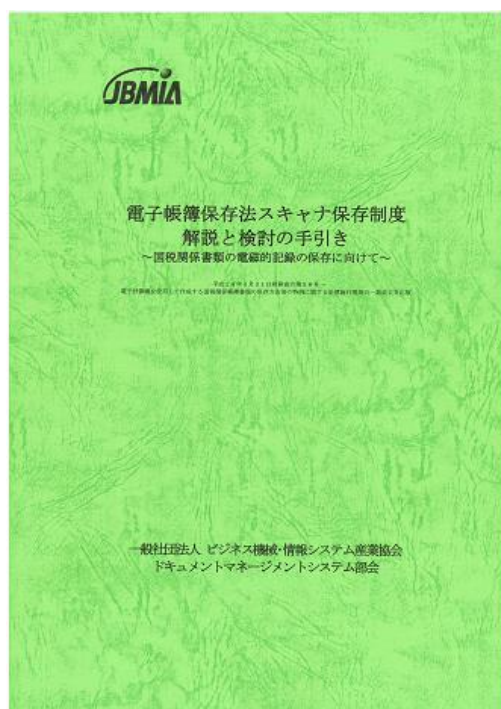 JBMIA
電子帳簿保存法スキャナ保存制度
解説と検討の手引き
～国税関係書類の電磁的記録の保存に向けて～
一般社団法人 ビジネス機械・情報システム産業協会
ドキュメントマネージメントシステム部会